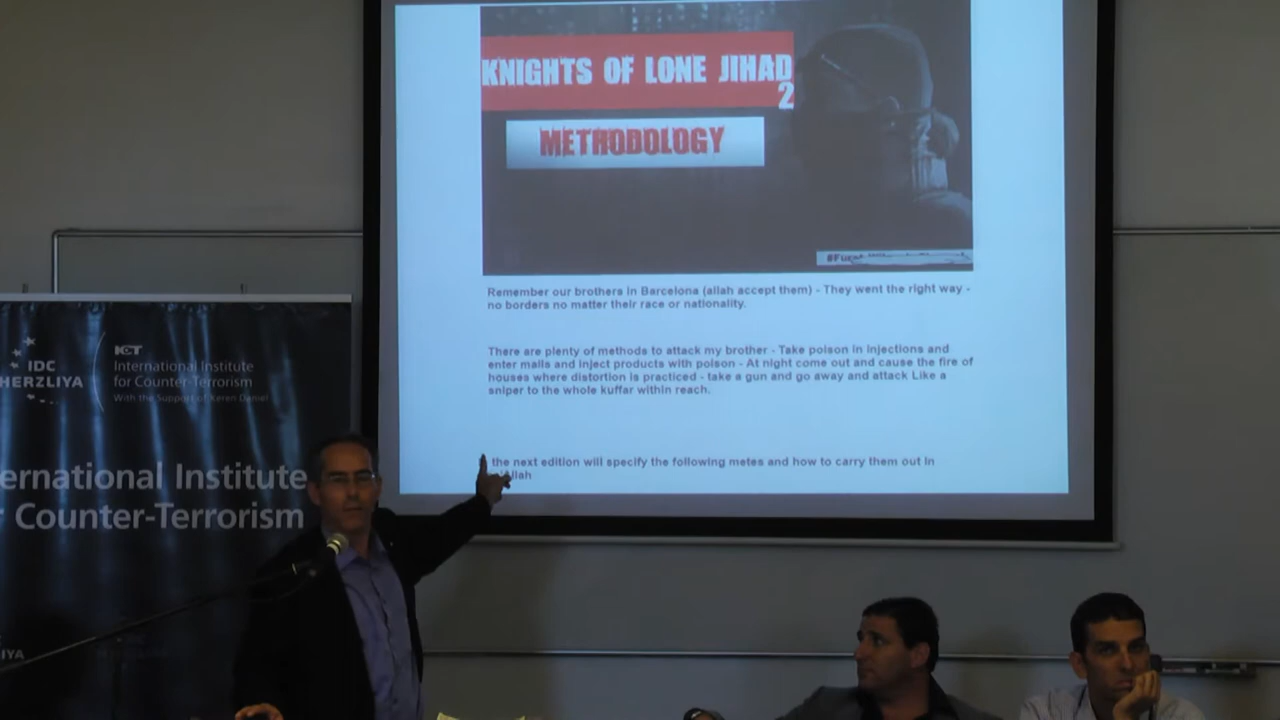 KNIGHTS OF LONE JIHAD
2
METHODOLOGY
Remember our brothers in Barcelona (allah accept them) - They went the right way -
no borders no matter their race or nationality.
There are plenty of methods to attack my brother - Take poison in injections and
enter malls and inject products with poison - At night come out and cause the fire of
houses where distortion is practiced - take a gun and go away and attack Like a
sniper to the whole kuffar within reach.
the next edition will specify the following metes and how to carry them out In
IDC
HERZLIYA
ICT
International Institute
for Counter-Terrorism
With the Support of Keren Daniel
ernational Institute
r Counter-Terrorism
IYA